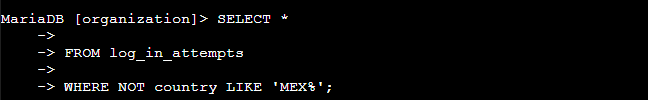 MariaDB [organization]> SELECT *
->
-> FROM log_in_attempts
->
-> WHERE NOT country LIKE 'MEX%';